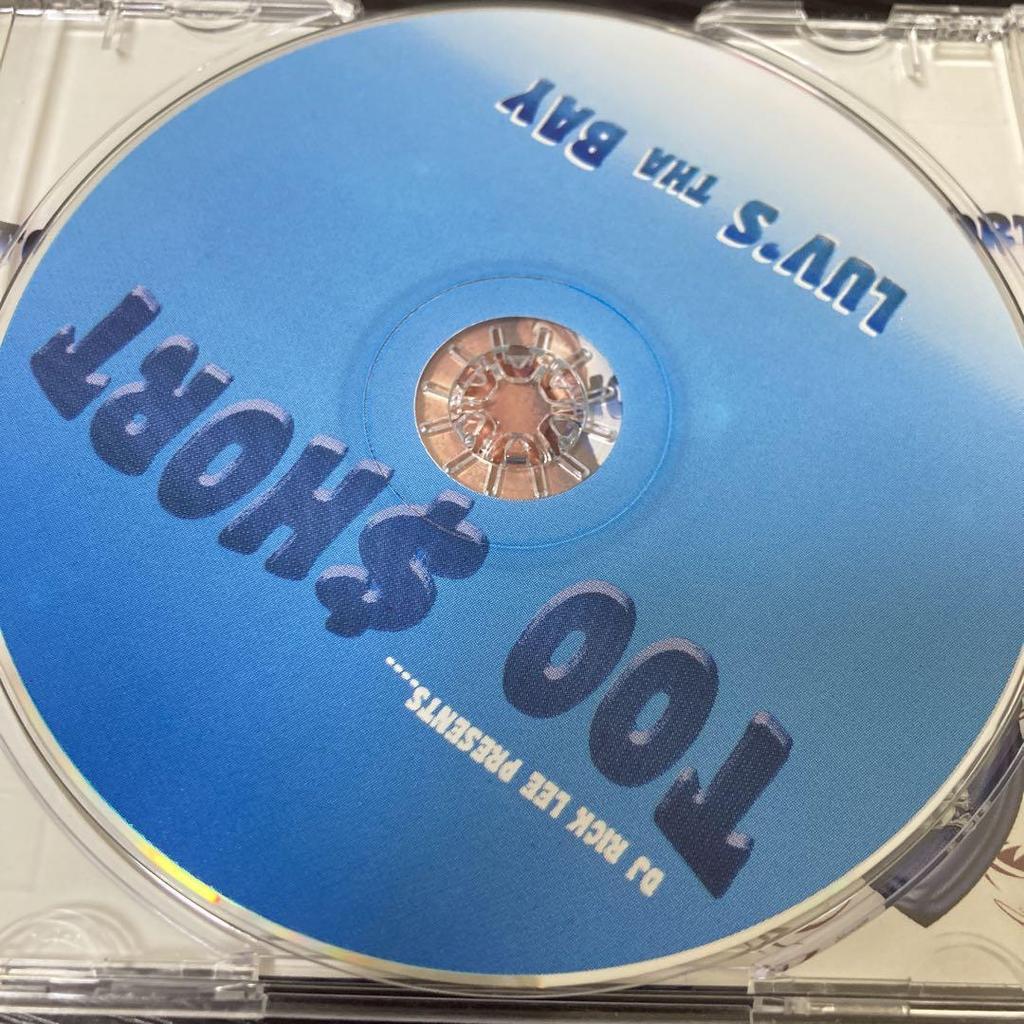 DJ RICK LEE PRESENTS....
TOO $HORT
LUV'S THA BAY